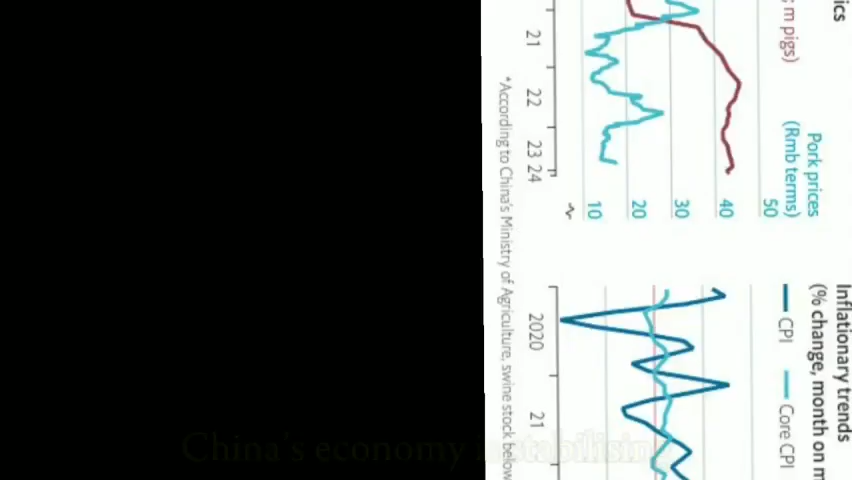 ics
m pigs)
Pork prices
(Rmb terms)
10
20
30
40
50
21
22
23 24
*According to China's Ministry of Agriculture, swine stock below
Inflationary trends
(% change, month on m
CPI
Core CPI
2020
21
China's economy